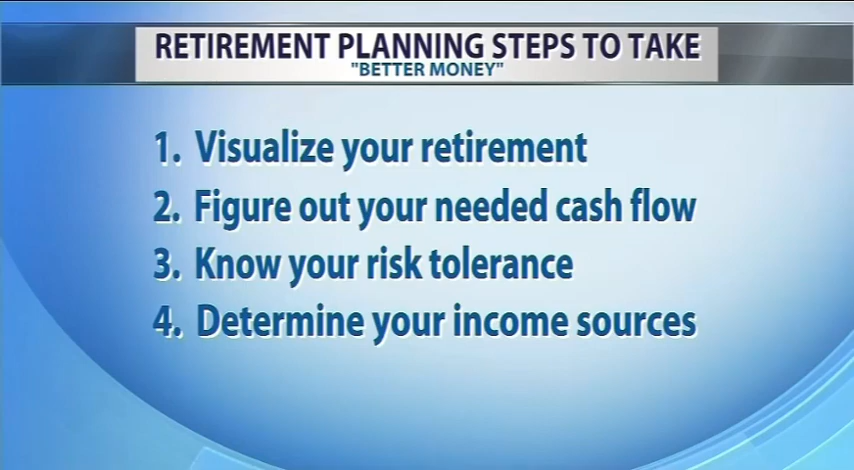 RETIREMENT PLANNING STEPS TO TAKE
"BETTER MONEY"
1. Visualize your retirement
2. Figure out your needed cash flow
3. Know your risk tolerance
4. Determine your income sources